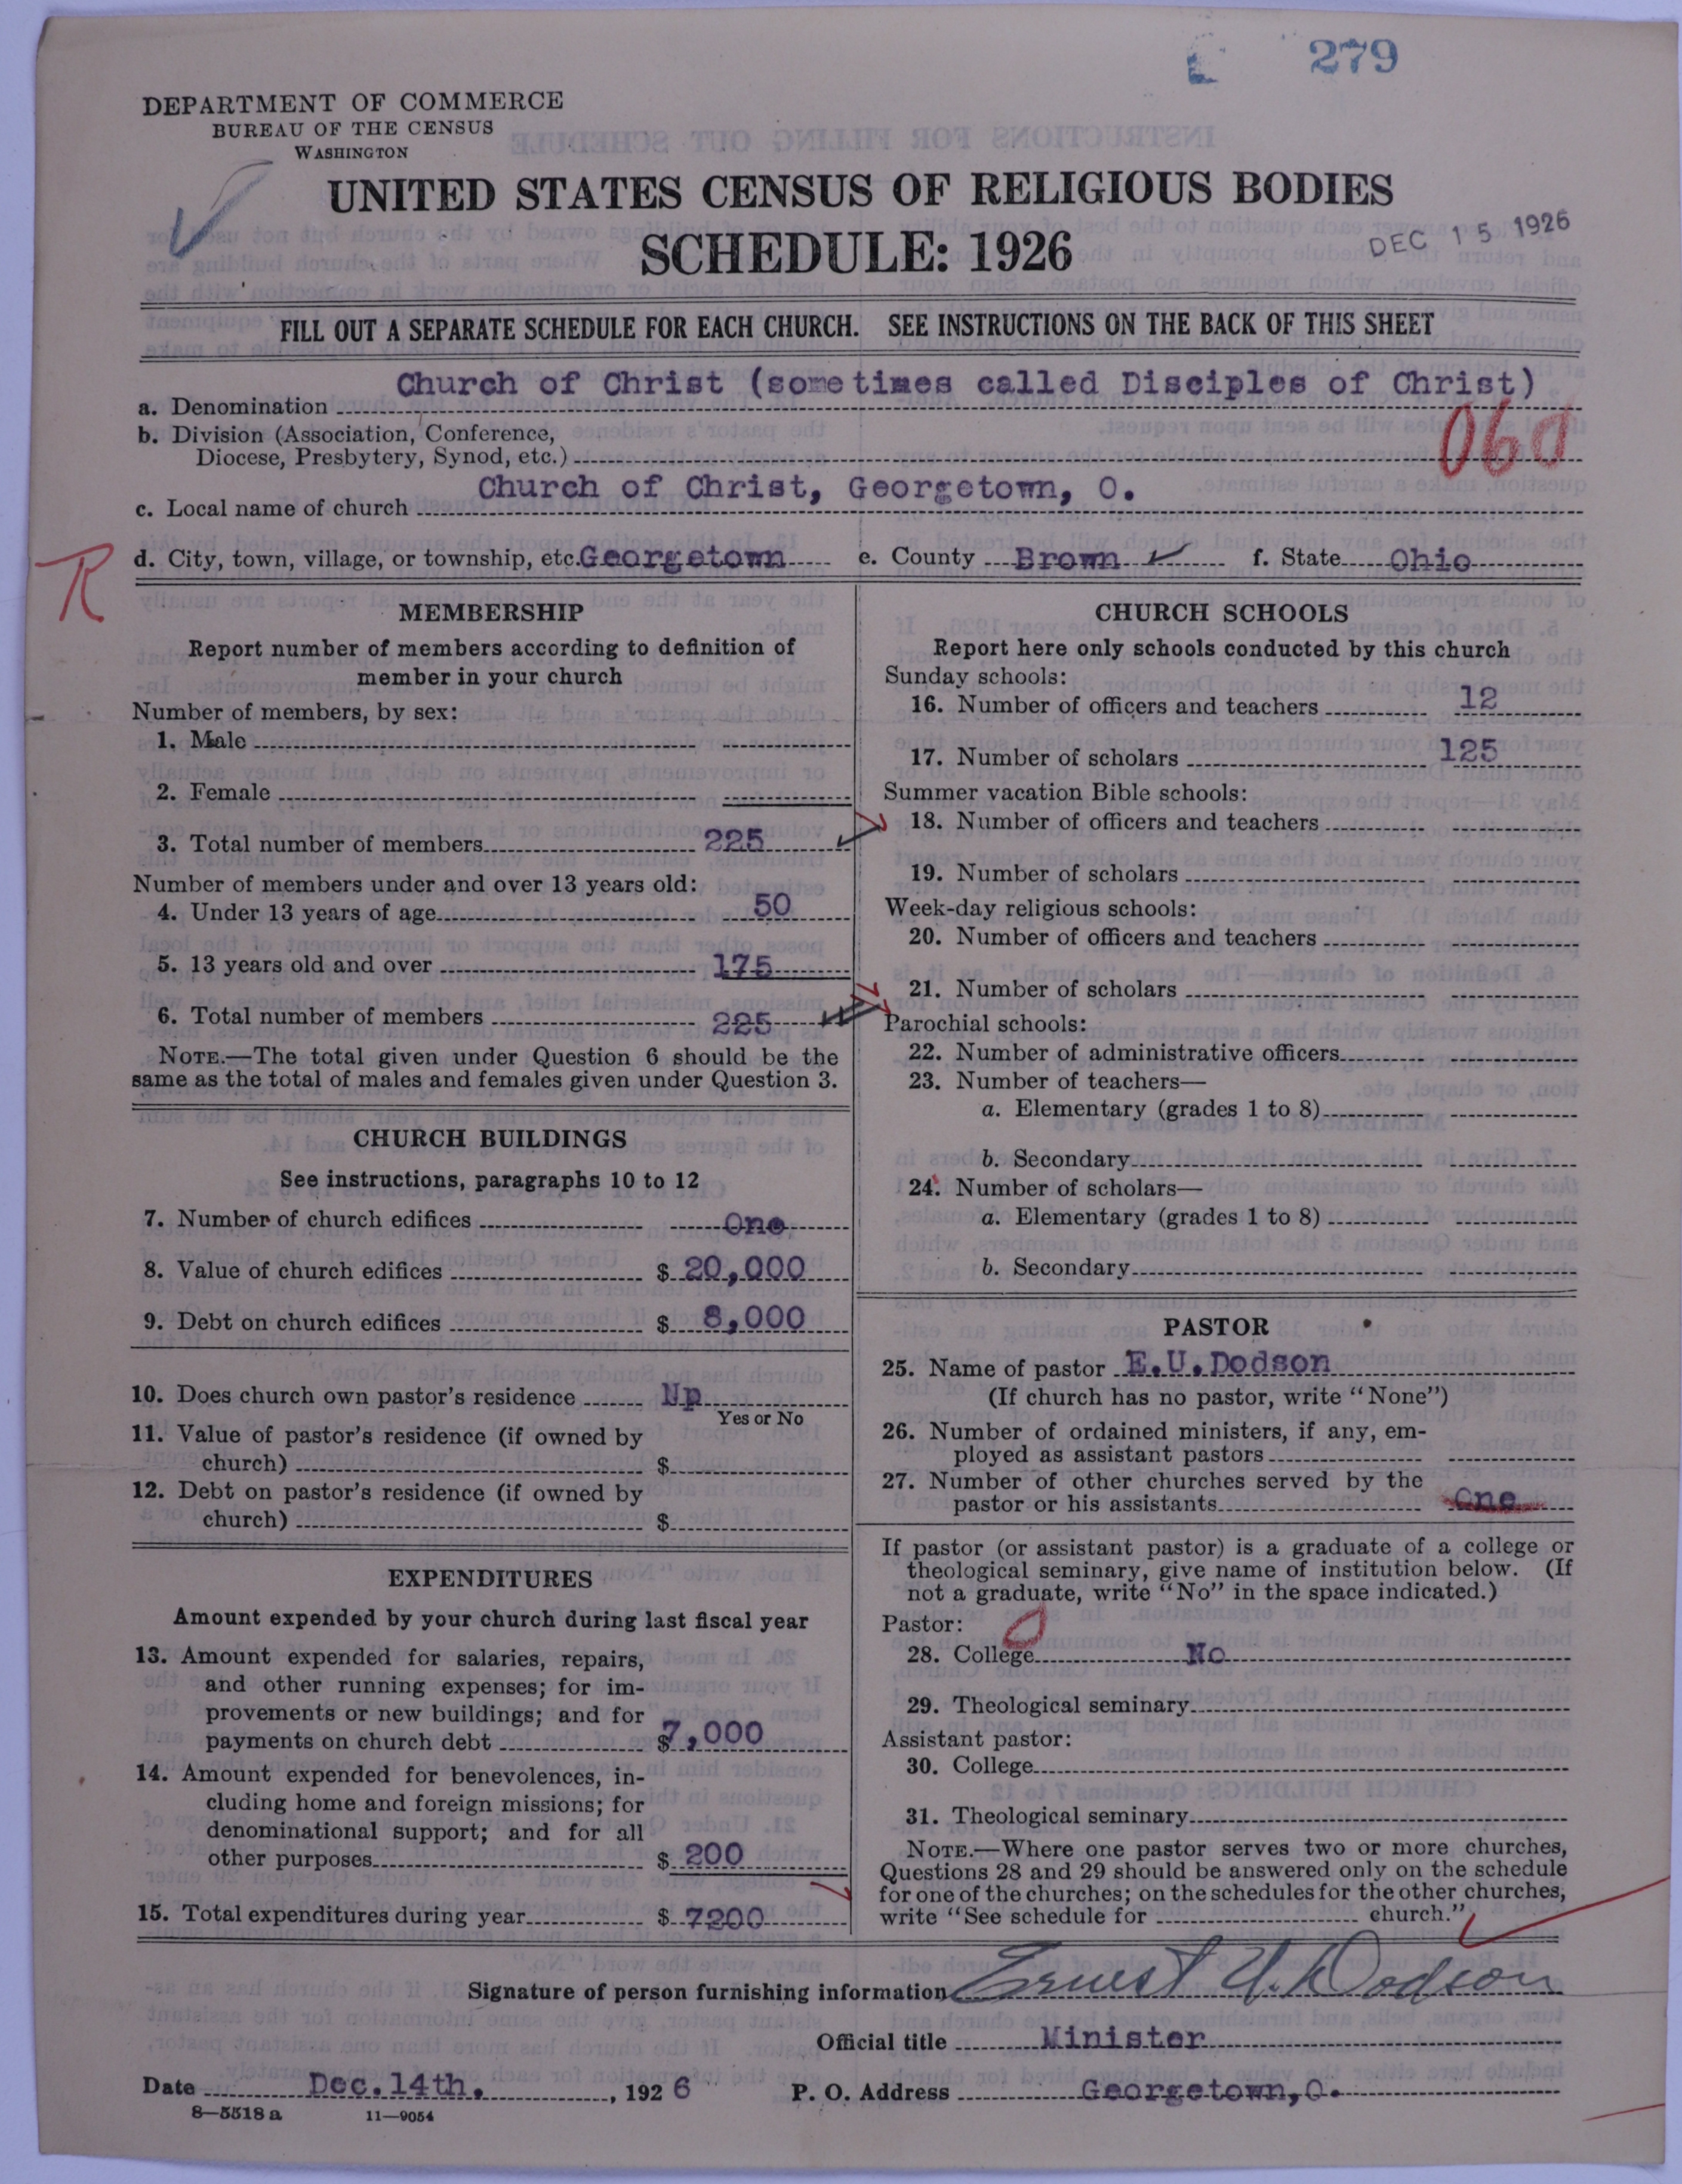 279
DEPARTMENT OF COMMERCE
BUREAU OF THE CENSUS
WASHINGTON
UNITED STATES CENSUS OF RELIGIOUS BODIES
SCHEDULE: 1926
DEC 15 1926
FILL OUT A SEPARATE SCHEDULE FOR EACH CHURCH. SEE INSTRUCTIONS ON THE BACK OF THIS SHEET
a. Denomination Church of Christ (sometimes called Disciples of Christ)
b. Division (Association, Conference,
Diocese, Presbytery, Synod, etc.)
c. Local name of church Church of Christ, Georgetown, O.
R
d. City, town, village, or township, etc. Georgetown e. County Brown f. State Ohio
MEMBERSHIP
Report number of members according to definition of
member in your church
Number of members, by sex:
1. Male
2. Female
3. Total number of members 225
Number of members under and over 13 years old:
4. Under 13 years of age 50
5. 13 years old and over 175
6. Total number of members 225
NOTE.—The total given under Question 6 should be the
same as the total of males and females given under Question 3.
CHURCH BUILDINGS
See instructions, paragraphs 10 to 12
7. Number of church edifices One
8. Value of church edifices $ 20,000
9. Debt on church edifices $ 8,000
10. Does church own pastor's residence Np
Yes or No
11. Value of pastor's residence (if owned by
church) $
12. Debt on pastor's residence (if owned by
church) $
EXPENDITURES
Amount expended by your church during last fiscal year
13. Amount expended for salaries, repairs,
and other running expenses; for im-
provements or new buildings; and for
payments on church debt $ 7,000
14. Amount expended for benevolences, in-
cluding home and foreign missions; for
denominational support; and for all
other purposes $ 200
15. Total expenditures during year $ 7200
CHURCH SCHOOLS
Report here only schools conducted by this church
Sunday schools:
16. Number of officers and teachers 12
17. Number of scholars 125
Summer vacation Bible schools:
18. Number of officers and teachers
19. Number of scholars
Week-day religious schools:
20. Number of officers and teachers
21. Number of scholars
Parochial schools:
22. Number of administrative officers
23. Number of teachers—
a. Elementary (grades 1 to 8)
b. Secondary
24. Number of scholars—
a. Elementary (grades 1 to 8)
b. Secondary
PASTOR
25. Name of pastor E.U.Dodson
(If church has no pastor, write "None")
26. Number of ordained ministers, if any, em-
ployed as assistant pastors
27. Number of other churches served by the
pastor or his assistants One
If pastor (or assistant pastor) is a graduate of a college or
theological seminary, give name of institution below. (If
not a graduate, write "No" in the space indicated.)
Pastor:
28. College No
29. Theological seminary
Assistant pastor:
30. College
31. Theological seminary
NOTE.—Where one pastor serves two or more churches,
Questions 28 and 29 should be answered only on the schedule
for one of the churches; on the schedules for the other churches,
write "See schedule for church."
Signature of person furnishing information Ernest U. Dodson
Official title Minister
Date Dec. 14th. , 1926 P. O. Address Georgetown, O.
8—5518a 11—9054